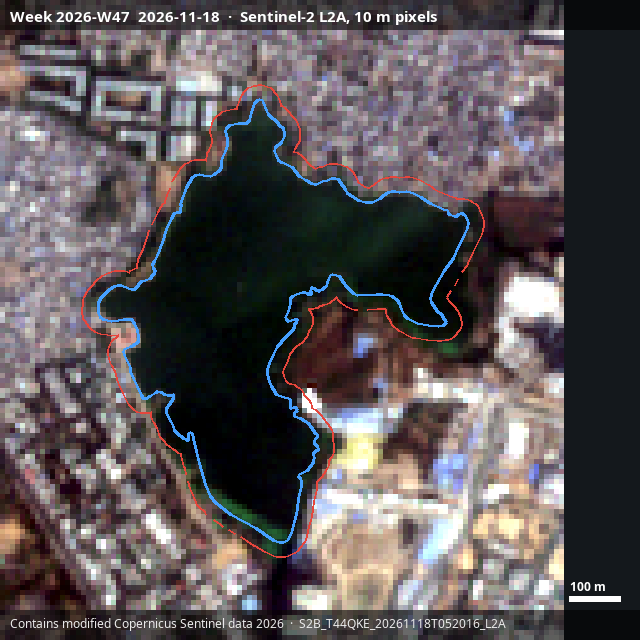 Week 2026-W47  2026-11-18  ·  Sentinel-2 L2A, 10 m pixels
100 m
Contains modified Copernicus Sentinel data 2026  ·  S2B_T44QKE_20261118T052016_L2A